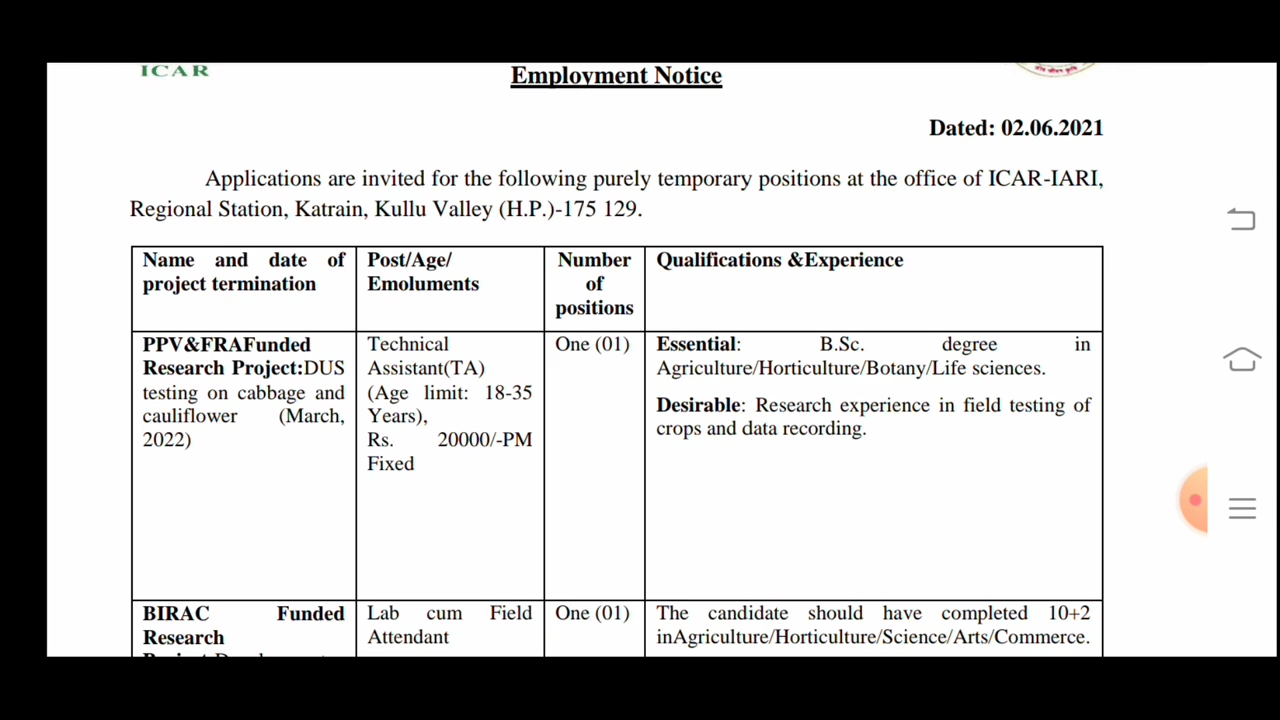 ICAR
Employment Notice
Dated: 02.06.2021
Applications are invited for the following purely temporary positions at the office of ICAR-IARI,
Regional Station, Katrain, Kullu Valley (H.P.)-175 129.
Name and date of
project termination
Post/Age/
Emoluments
Number
of
positions
Qualifications &Experience
PPV&FRAFunded
Research Project:DUS
testing on cabbage and
cauliflower (March,
2022)
Technical
Assistant(TA)
(Age limit: 18-35
Years),
Rs. 20000/-PM
Fixed
One (01)
Essential: B.Sc. degree in
Agriculture/Horticulture/Botany/Life sciences.
Desirable: Research experience in field testing of
crops and data recording.
BIRAC Funded
Research
Lab cum Field
Attendant
One (01)
The candidate should have completed 10+2
inAgriculture/Horticulture/Science/Arts/Commerce.